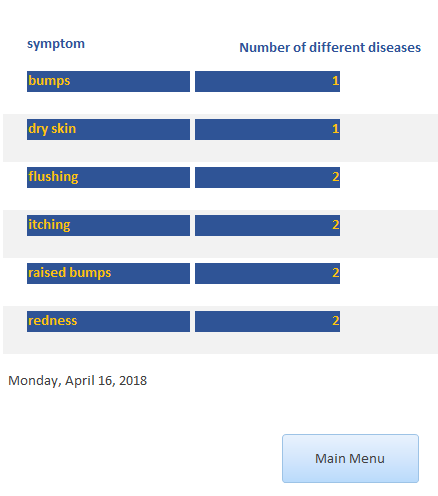 symptom Number of different diseases
bumps 1
dry skin 1
flushing 2
itching 2
raised bumps 2
redness 2
Monday, April 16, 2018
Main Menu